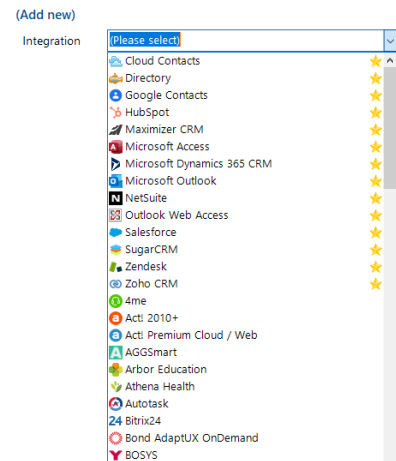 (Add new)
Integration (Please select)
Cloud Contacts
Directory
Google Contacts
HubSpot
Maximizer CRM
Microsoft Access
Microsoft Dynamics 365 CRM
Microsoft Outlook
NetSuite
Outlook Web Access
Salesforce
SugarCRM
Zendesk
Zoho CRM
4me
Act! 2010+
Act! Premium Cloud / Web
AGGSmart
Arbor Education
Athena Health
Autotask
24 Bitrix24
Bond AdaptUX OnDemand
BOSYS